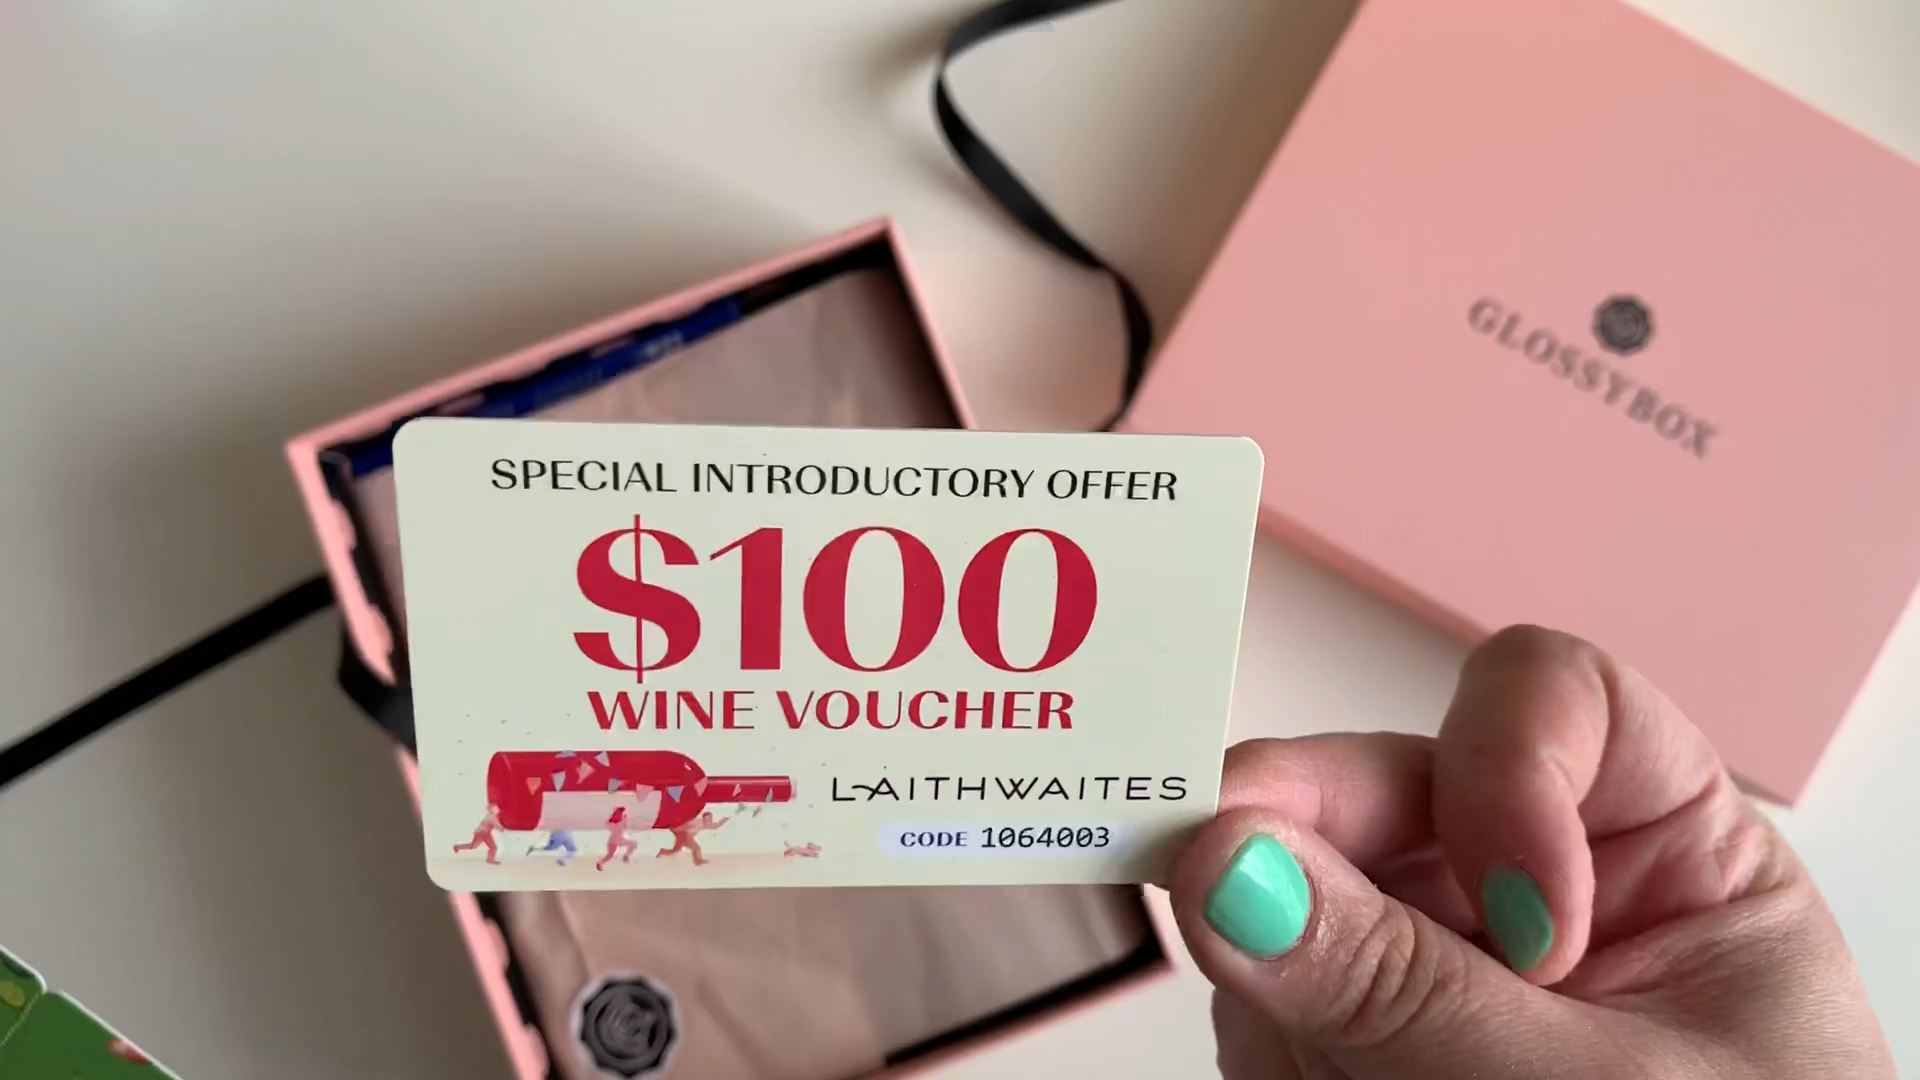 GLOSSYBOX
SPECIAL INTRODUCTORY OFFER
$100
WINE VOUCHER
LAITHWAITES
CODE 1064003